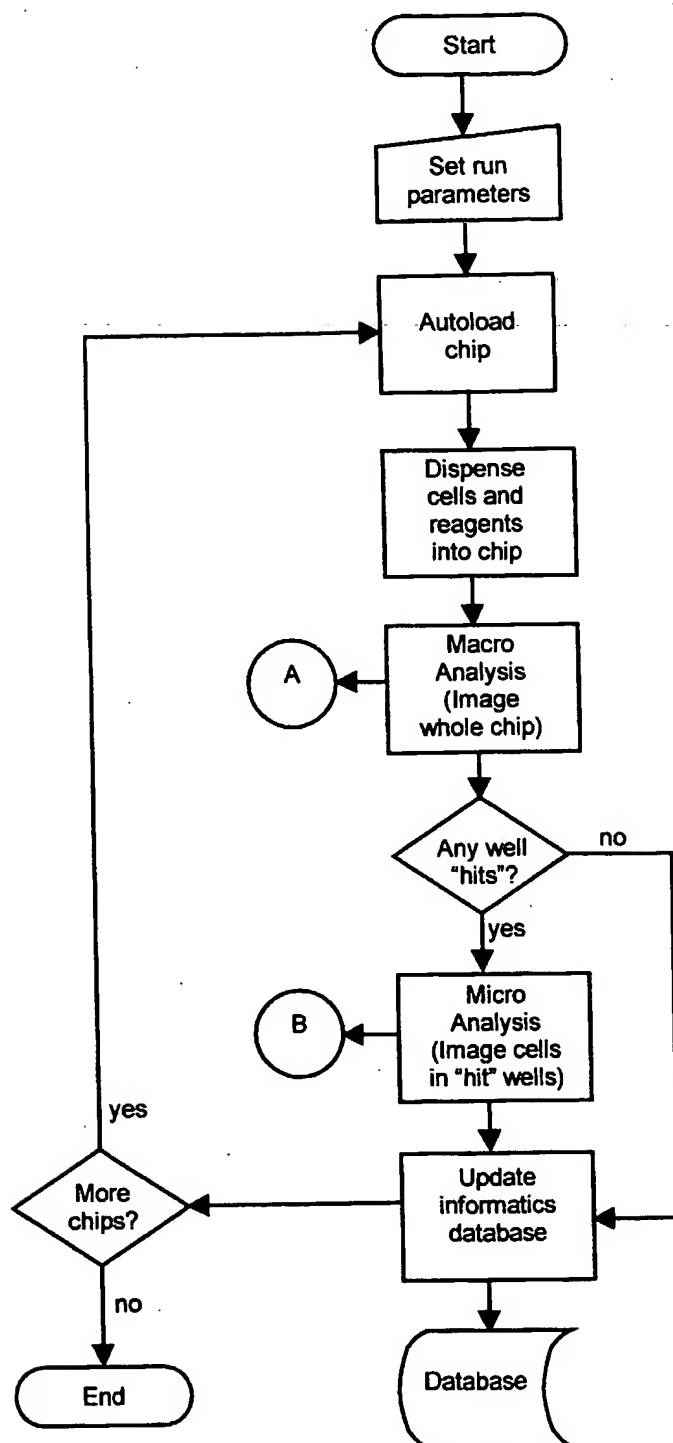 Start
Set run
parameters
Autoload
chip
Dispense
cells and
reagents
into chip
Macro
Analysis
(Image
whole chip)
A
Any well
"hits"?
no
yes
Micro
Analysis
(Image cells
in "hit" wells)
B
Update
informatics
database
yes
More
chips?
no
End
Database